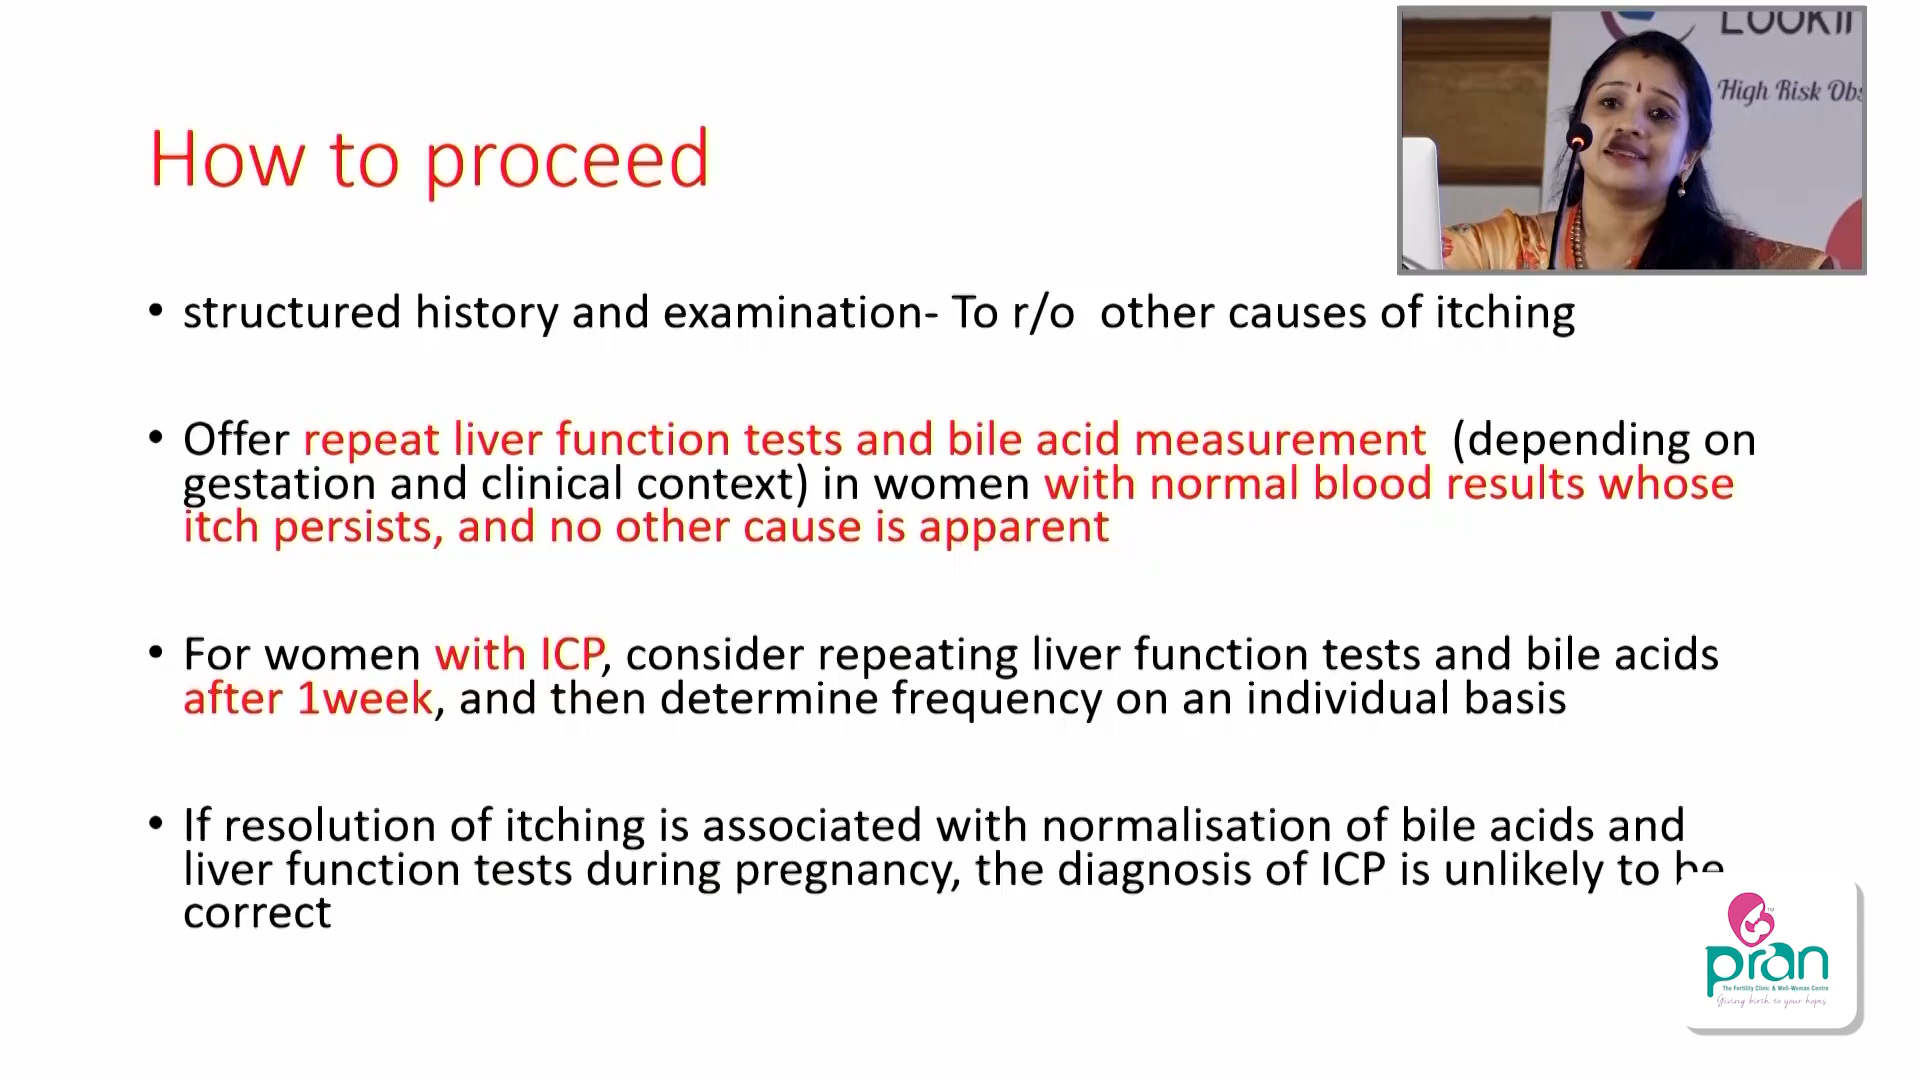 LOOKI
High Risk Obs
How to proceed
• structured history and examination- To r/o other causes of itching
• Offer repeat liver function tests and bile acid measurement (depending on
gestation and clinical context) in women with normal blood results whose
itch persists, and no other cause is apparent
• For women with ICP, consider repeating liver function tests and bile acids
after 1week, and then determine frequency on an individual basis
• If resolution of itching is associated with normalisation of bile acids and
liver function tests during pregnancy, the diagnosis of ICP is unlikely to be
correct
pran
TM
The Fertility Clinic & Well-Woman Centre
Giving birth to your hopes